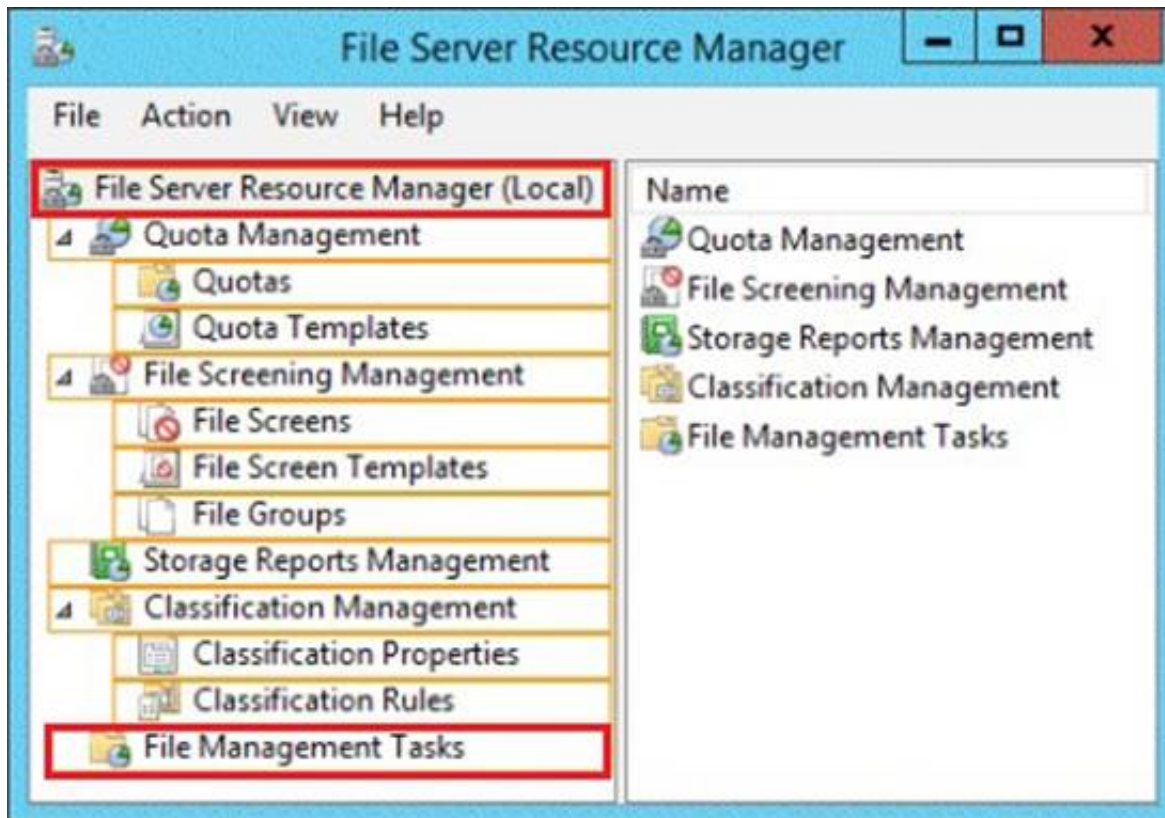 File Server Resource Manager
File Action View Help
File Server Resource Manager (Local)
Quota Management
Quotas
Quota Templates
File Screening Management
File Screens
File Screen Templates
File Groups
Storage Reports Management
Classification Management
Classification Properties
Classification Rules
File Management Tasks
Name
Quota Management
File Screening Management
Storage Reports Management
Classification Management
File Management Tasks